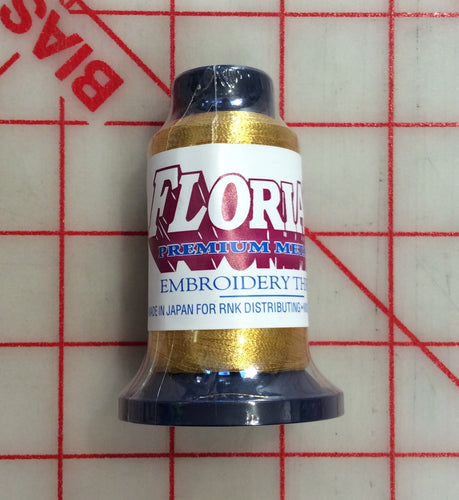 BIAS
FLORIA
PREMIUM ME
EMBROIDERY TH
MADE IN JAPAN FOR RNK DISTRIBUTING •